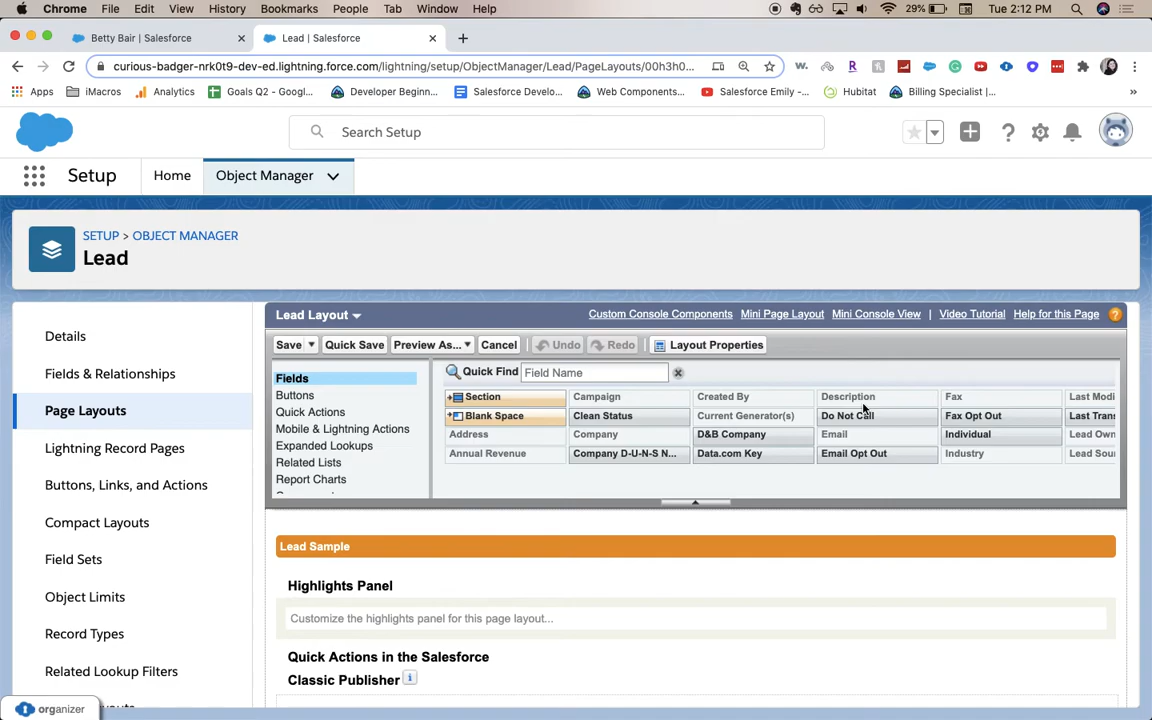 Chrome File Edit View History Bookmarks People Tab Window Help 29% Tue 2:12 PM
Betty Bair | Salesforce Lead | Salesforce
curious-badger-nrk0t9-dev-ed.lightning.force.com/lightning/setup/ObjectManager/Lead/PageLayouts/00h3h0...
Apps iMacros Analytics Goals Q2 - Googl... Developer Beginn... Salesforce Develo... Web Components... Salesforce Emily -... Hubitat Billing Specialist |... »
Search Setup
Setup Home Object Manager
SETUP > OBJECT MANAGER
Lead
Details
Fields & Relationships
Page Layouts
Lightning Record Pages
Buttons, Links, and Actions
Compact Layouts
Field Sets
Object Limits
Record Types
Related Lookup Filters
organizer
Lead Layout Custom Console Components Mini Page Layout Mini Console View | Video Tutorial Help for this Page ?
Save Quick Save Preview As... Cancel Undo Redo Layout Properties
Fields
Buttons
Quick Actions
Mobile & Lightning Actions
Expanded Lookups
Related Lists
Report Charts
Quick Find Field Name
Section Campaign Created By Description Fax Last Modi
Blank Space Clean Status Current Generator(s) Do Not Call Fax Opt Out Last Tran
Address Company D&B Company Email Individual Lead Own
Annual Revenue Company D-U-N-S N... Data.com Key Email Opt Out Industry Lead Sou
Lead Sample
Highlights Panel
Customize the highlights panel for this page layout...
Quick Actions in the Salesforce
Classic Publisher i